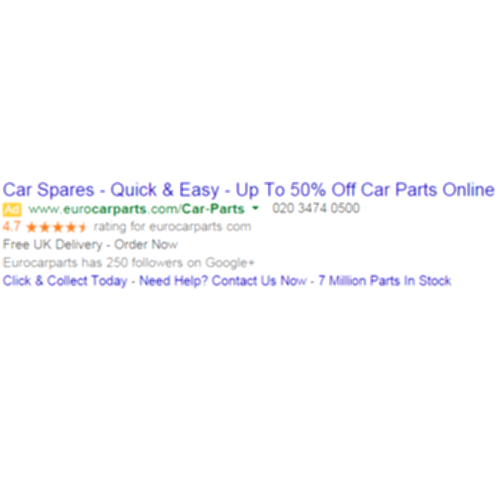 Car Spares - Quick & Easy - Up To 50% Off Car Parts Online
Ad www.eurocarparts.com/Car-Parts 020 3474 0500
4.7 rating for eurocarparts.com
Free UK Delivery - Order Now
Eurocarparts has 250 followers on Google+
Click & Collect Today - Need Help? Contact Us Now - 7 Million Parts In Stock